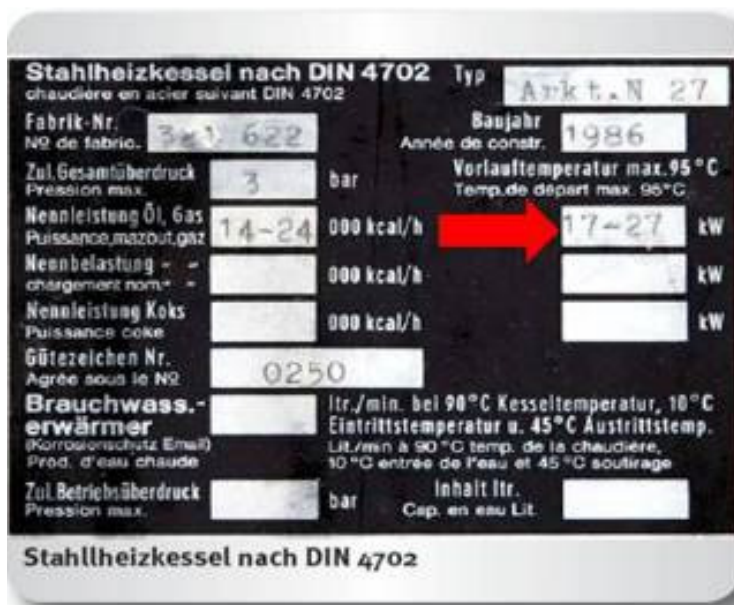 Stahlheizkessel nach DIN 4702 Typ Arkt.N 27
chaudière en acier suivant DIN 4702
Fabrik-Nr. 622 Baujahr 1986
Nº de fabric. Année de constr.
Zul.Gesamtüberdruck 3 bar Vorlauftemperatur max.95°C
Pression max. Temp.de départ max. 95°C
Nennleistung Öl, Gas 14-24 000 kcal/h 17-27 kW
Puissance,mazout,gaz
Nennbelastung - - 000 kcal/h kW
chargement nom.- -
Nennleistung Koks 000 kcal/h kW
Puissance coke
Gütezeichen Nr. 0250
Agrée sous le Nº
Brauchwass.- ltr./min. bei 90°C Kesseltemperatur, 10°C
erwärmer Eintrittstemperatur u. 45°C Austrittstemp.
(Korrosionschutz Email) Lit./min à 90°C temp. de la chaudière,
Prod. d'eau chaude 10°C entrée de l'eau et 45°C soutirage
Zul.Betriebsüberdruck bar Inhalt ltr.
Pression max. Cap. en eau Lit.
Stahllheizkessel nach DIN 4702